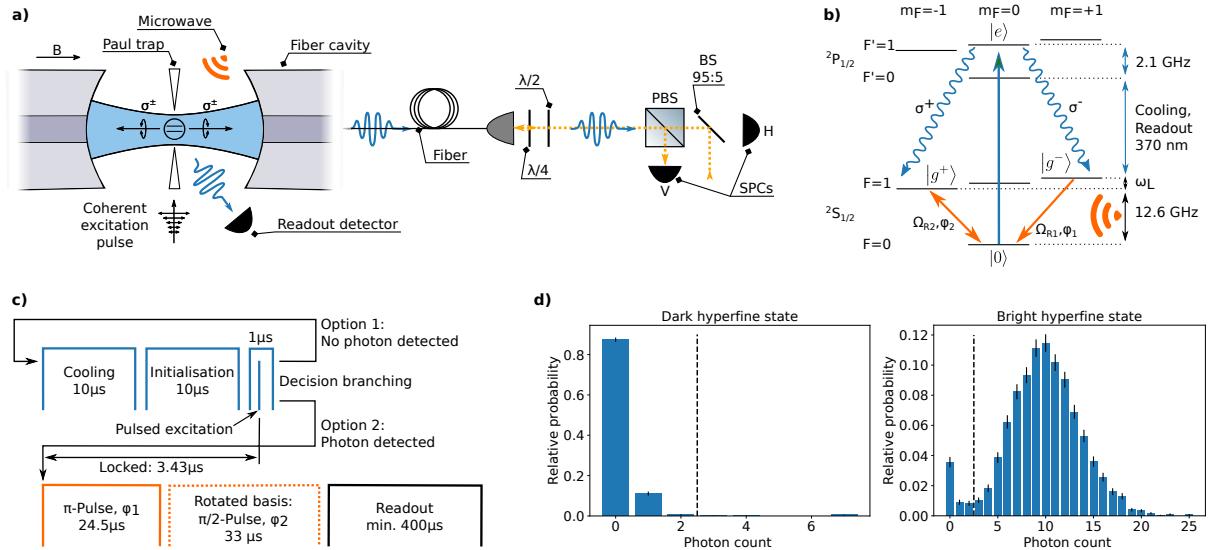 a)
Microwave
Paul trap
Fiber cavity
B
σ±
σ±
Coherent
excitation
pulse
Readout detector
Fiber
λ/2
λ/4
PBS
BS
95:5
H
V
SPCs
b)
mF=-1
mF=0
mF=+1
|e⟩
F'=1
²P1/2
F'=0
2.1 GHz
σ+
σ-
Cooling,
Readout
370 nm
|g+⟩
|g−⟩
F=1
ωL
²S1/2
12.6 GHz
ΩR2,φ2
ΩR1,φ1
F=0
|0⟩
c)
Option 1:
No photon detected
1μs
Cooling
10μs
Initialisation
10μs
Decision branching
Pulsed excitation
Option 2:
Photon detected
Locked: 3.43μs
π-Pulse, φ1
24.5μs
Rotated basis:
π/2-Pulse, φ2
33 μs
Readout
min. 400μs
d)
Dark hyperfine state
Relative probability
0.8
0.6
0.4
0.2
0.0
0
2
4
6
Photon count
Bright hyperfine state
Relative probability
0.12
0.10
0.08
0.06
0.04
0.02
0.00
0
5
10
15
20
25
Photon count